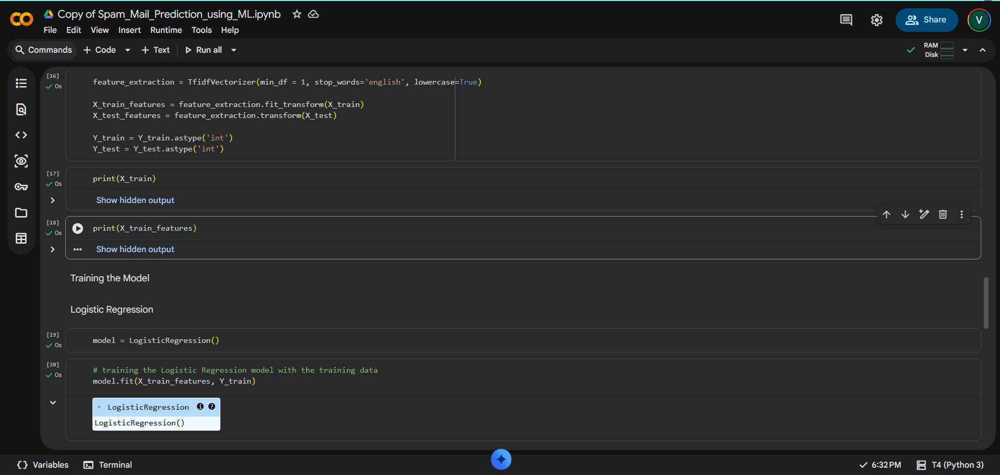 Copy of Spam_Mail_Prediction_using_ML.ipynb
File Edit View Insert Runtime Tools Help
Share
V
Commands + Code + Text Run all
RAM
Disk
[16]
0s
feature_extraction = TfidfVectorizer(min_df = 1, stop_words='english', lowercase=True)
X_train_features = feature_extraction.fit_transform(X_train)
X_test_features = feature_extraction.transform(X_test)
Y_train = Y_train.astype('int')
Y_test = Y_test.astype('int')
[17]
0s
print(X_train)
Show hidden output
[18]
0s
print(X_train_features)
Show hidden output
Training the Model
Logistic Regression
[19]
0s
model = LogisticRegression()
[20]
0s
# training the Logistic Regression model with the training data
model.fit(X_train_features, Y_train)
LogisticRegression i ?
LogisticRegression()
Variables Terminal
6:32 PM T4 (Python 3)